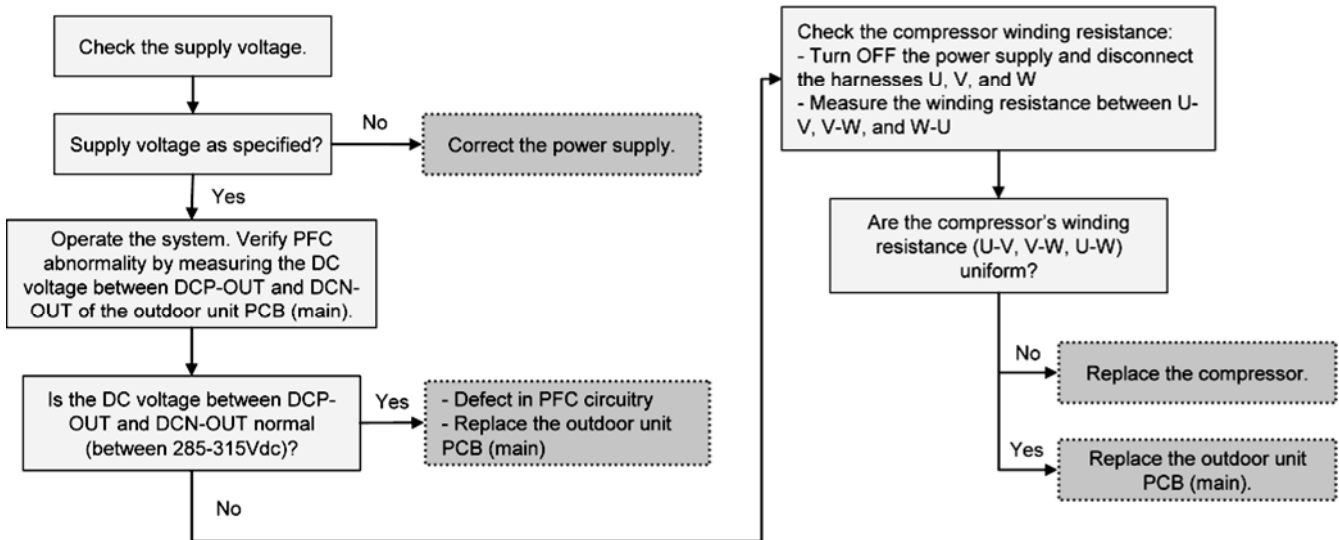 Check the supply voltage.
Supply voltage as specified?
No
Correct the power supply.
Yes
Operate the system. Verify PFC
abnormality by measuring the DC
voltage between DCP-OUT and DCN-
OUT of the outdoor unit PCB (main).
Is the DC voltage between DCP-
OUT and DCN-OUT normal
(between 285-315Vdc)?
Yes
- Defect in PFC circuitry
- Replace the outdoor unit
PCB (main)
No
Check the compressor winding resistance:
- Turn OFF the power supply and disconnect
the harnesses U, V, and W
- Measure the winding resistance between U-
V, V-W, and W-U
Are the compressor's winding
resistance (U-V, V-W, U-W)
uniform?
No
Replace the compressor.
Yes
Replace the outdoor unit
PCB (main).